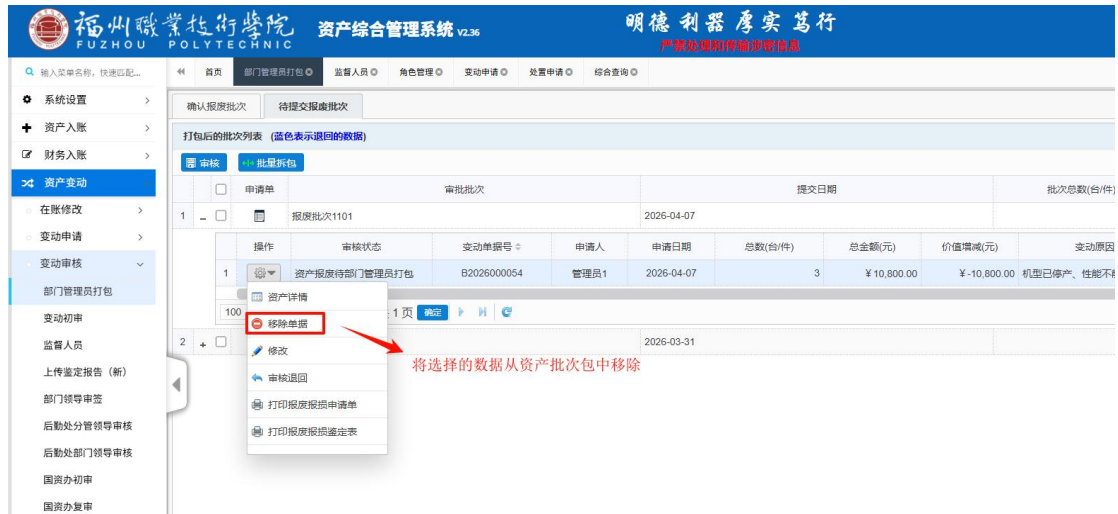 福州職業技術學院 资产综合管理系统 V2.36 明德 利器 厚实 笃行
FUZHOU POLYTECHNIC 严禁处理和传输涉密信息
输入菜单名称，快速匹配... 首页 部门管理员打包 监督人员 角色管理 变动申请 处置申请 综合查询
系统设置
确认报废批次 待提交报废批次
资产入账
打包后的批次列表 (蓝色表示退回的数据)
财务入账
审核 批量拆包
资产变动
申请单 审批批次 提交日期 批次总数(台/件)
在账修改
1 报废批次1101 2026-04-07
变动申请
操作 审核状态 变动单据号 申请人 申请日期 总数(台/件) 总金额(元) 价值增减(元) 变动原因
变动审核
1 资产报废待部门管理员打包 B2026000054 管理员1 2026-04-07 3 ￥10,800.00 ￥-10,800.00 机型已停产、性能不
部门管理员打包
资产详情
100 1 页 确定
变动初审
移除单据
监督人员
2 2026-03-31
修改
将选择的数据从资产批次包中移除
上传鉴定报告（新）
审核退回
部门领导审签
打印报废报损申请单
后勤处分管领导审核
打印报废报损鉴定表
后勤处部门领导审核
国资办初审
国资办复审